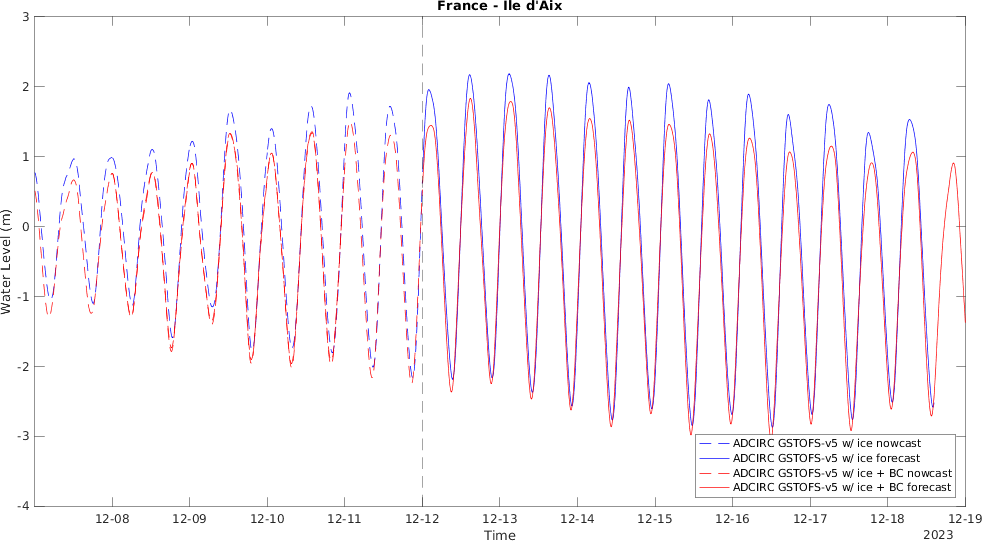 France - Ile d'Aix
3
2
1
0
-1
-2
-3
-4
Water Level (m)
ADCIRC GSTOFS-v5 w/ ice nowcast
ADCIRC GSTOFS-v5 w/ ice forecast
ADCIRC GSTOFS-v5 w/ ice + BC nowcast
ADCIRC GSTOFS-v5 w/ ice + BC forecast
12-08 12-09 12-10 12-11 12-12 12-13 12-14 12-15 12-16 12-17 12-18 12-19
Time
2023